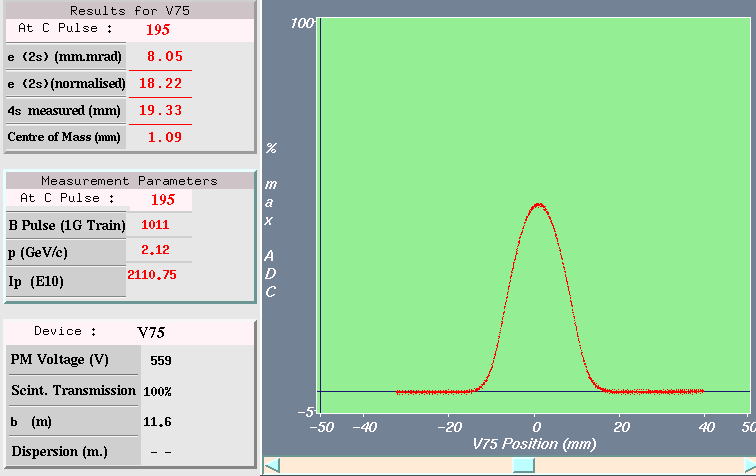 Results for V75
At C Pulse : 195
e (2s) (mm.mrad) 8.05
e (2s)(normalised) 18.22
4s measured (mm) 19.33
Centre of Mass (mm) 1.09
Measurement Parameters
At C Pulse : 195
B Pulse (1G Train) 1011
p (GeV/c) 2.12
Ip (E10) 2110.75
Device : V75
PM Voltage (V) 559
Scint. Transmission 100%
b (m) 11.6
Dispersion (m.) - -
100
% max ADC
-5
-50 -40 -20 0 20 40 50
V75 Position (mm)